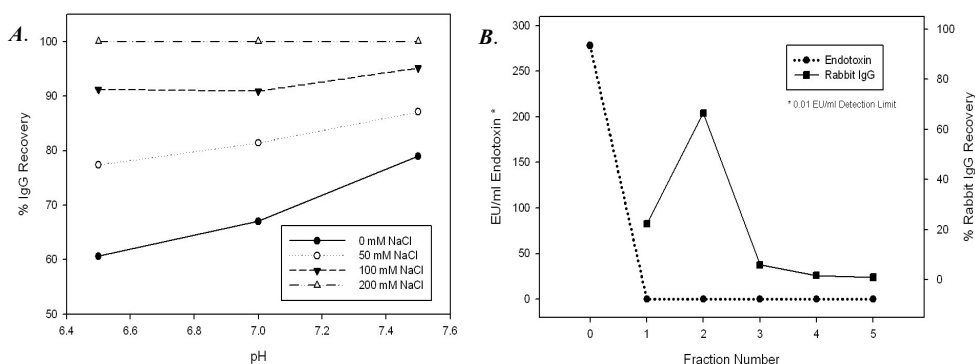 A.
% IgG Recovery
100
90
80
70
60
50
6.4
6.6
6.8
7.0
7.2
7.4
7.6
pH
0 mM NaCl
50 mM NaCl
100 mM NaCl
200 mM NaCl
B.
EU/ml Endotoxin *
300
250
200
150
100
50
0
Endotoxin
Rabbit IgG
* 0.01 EU/ml Detection Limit
100
80
60
40
20
0
% Rabbit IgG Recovery
0
1
2
3
4
5
Fraction Number